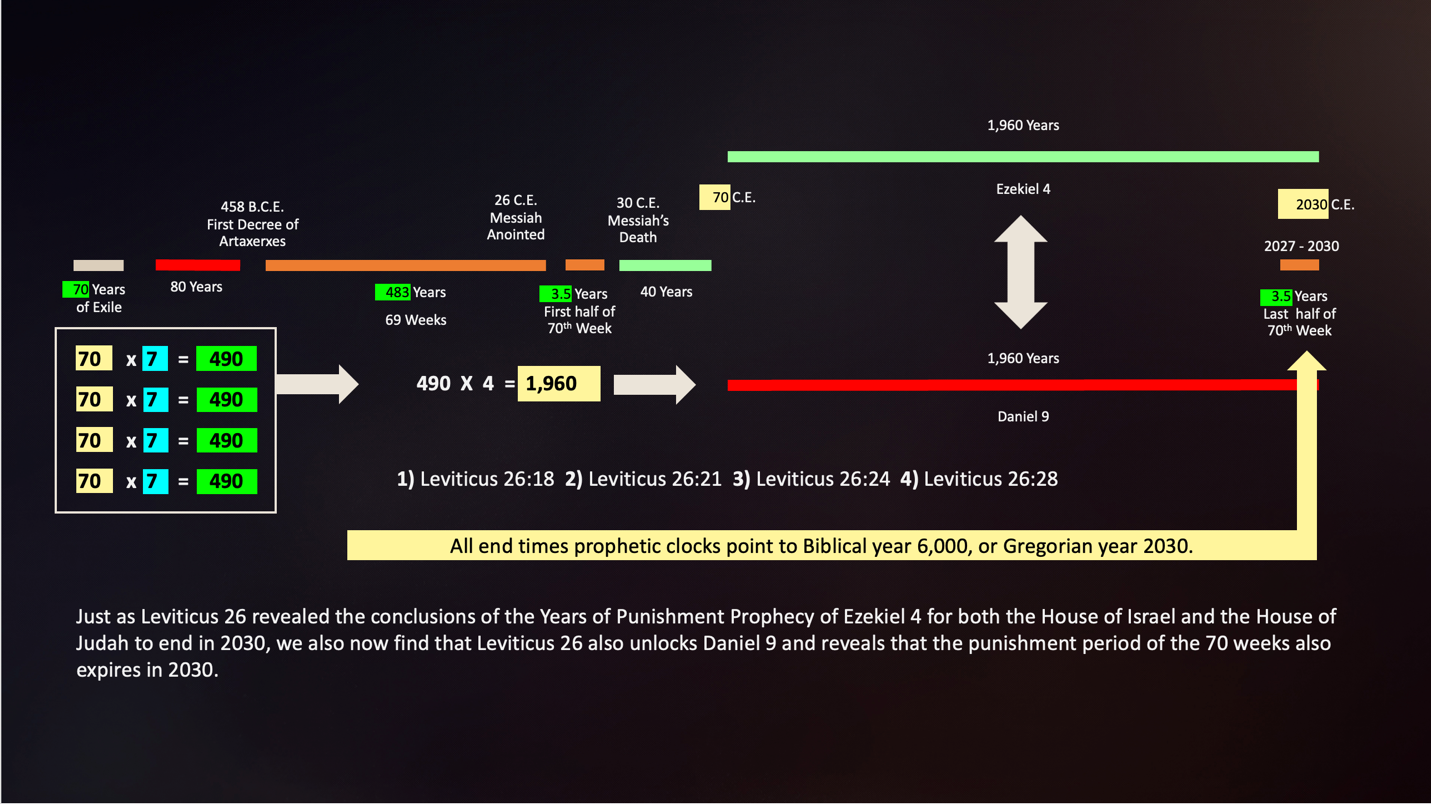 1,960 Years
Ezekiel 4
70 C.E.
2030 C.E.
458 B.C.E.
First Decree of
Artaxerxes
26 C.E.
Messiah
Anointed
30 C.E.
Messiah's
Death
2027 - 2030
70 Years
of Exile
80 Years
483 Years
69 Weeks
3.5 Years
First half of
70th Week
40 Years
3.5 Years
Last half of
70th Week
70 x 7 = 490
70 x 7 = 490
70 x 7 = 490
70 x 7 = 490
490 X 4 = 1,960
1,960 Years
Daniel 9
1) Leviticus 26:18 2) Leviticus 26:21 3) Leviticus 26:24 4) Leviticus 26:28
All end times prophetic clocks point to Biblical year 6,000, or Gregorian year 2030.
Just as Leviticus 26 revealed the conclusions of the Years of Punishment Prophecy of Ezekiel 4 for both the House of Israel and the House of
Judah to end in 2030, we also now find that Leviticus 26 also unlocks Daniel 9 and reveals that the punishment period of the 70 weeks also
expires in 2030.